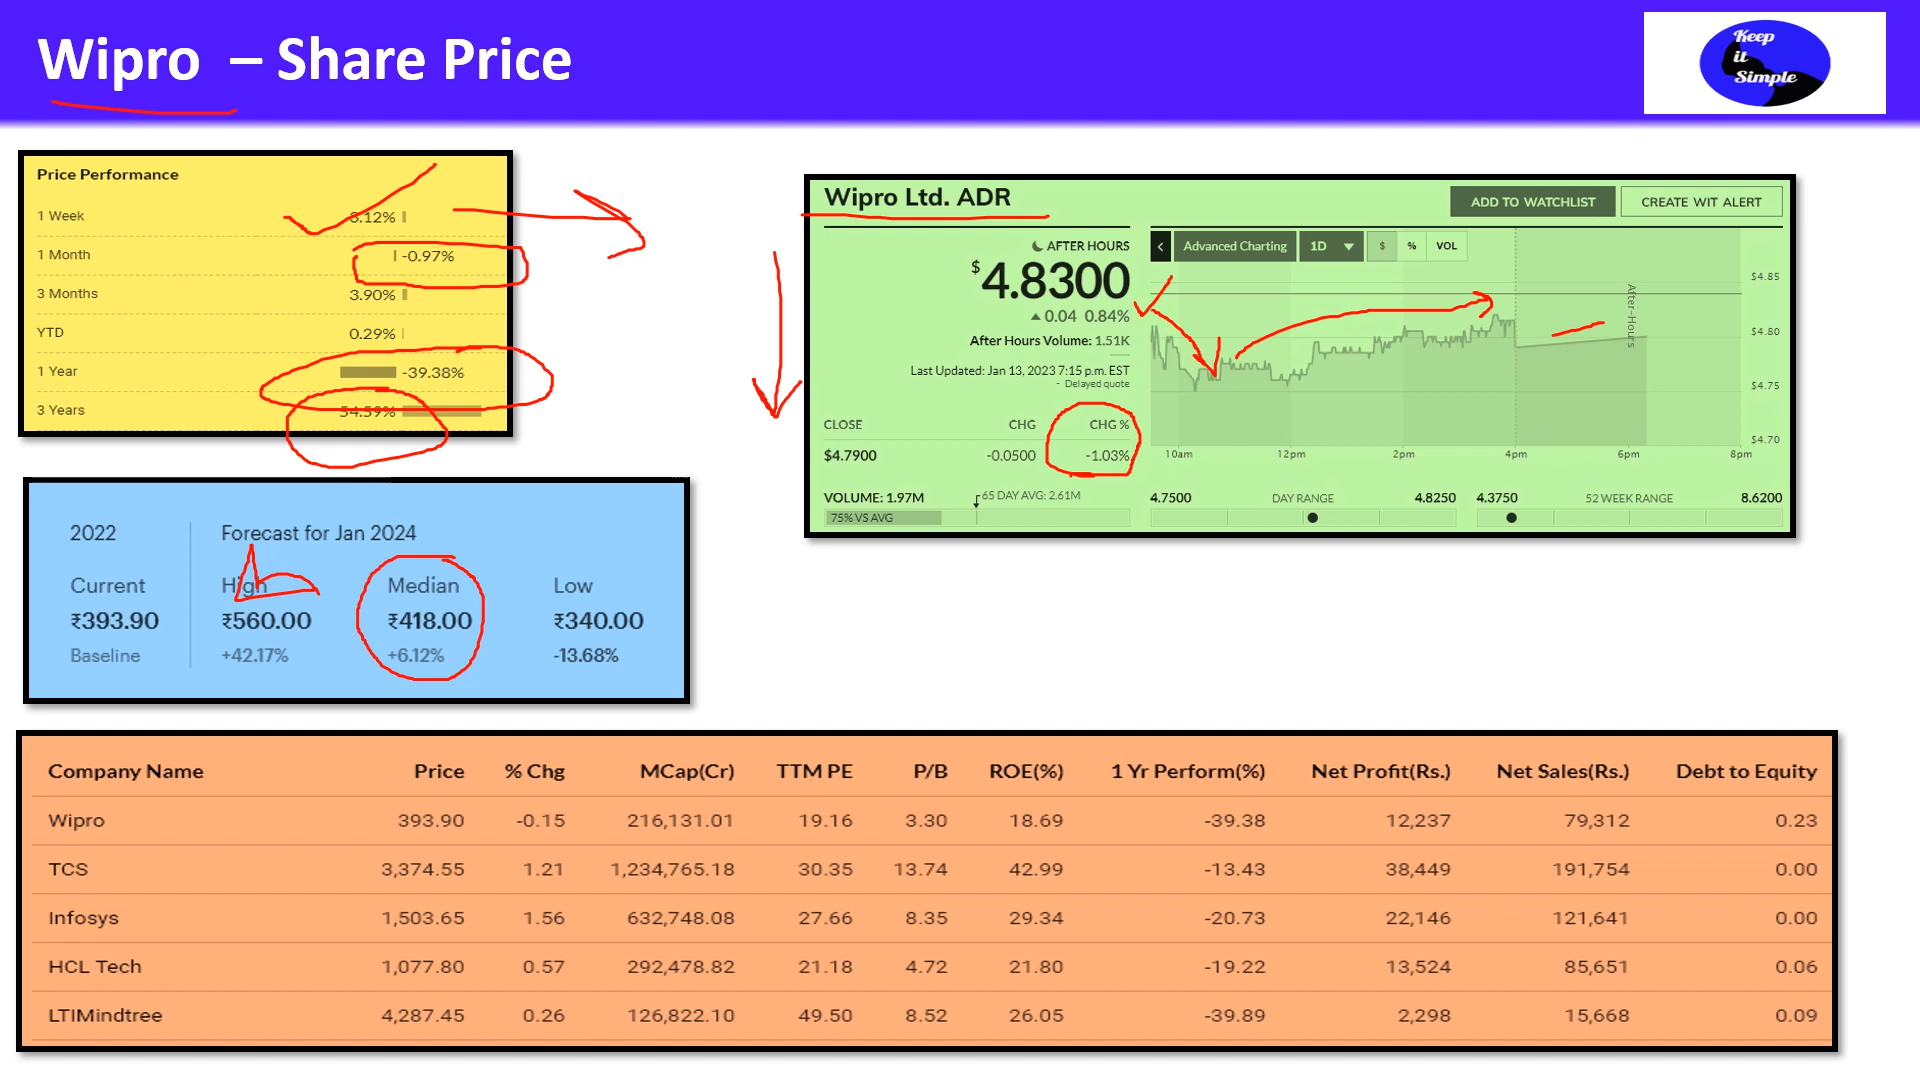 Wipro – Share Price
Keep
it
Simple
Price Performance
1 Week 3.12%
1 Month -0.97%
3 Months 3.90%
YTD 0.29%
1 Year -39.38%
3 Years 54.59%
Wipro Ltd. ADR
ADD TO WATCHLIST CREATE WIT ALERT
AFTER HOURS
$4.8300
0.04 0.84%
After Hours Volume: 1.51K
Last Updated: Jan 13, 2023 7:15 p.m. EST
- Delayed quote
CLOSE CHG CHG %
$4.7900 -0.0500 -1.03%
VOLUME: 1.97M 65 DAY AVG: 2.61M
75% VS AVG
Advanced Charting 1D $ % VOL
$4.85
$4.80
$4.75
$4.70
After-Hours
10am 12pm 2pm 4pm 6pm 8pm
4.7500 DAY RANGE 4.8250 4.3750 52 WEEK RANGE 8.6200
2022 Forecast for Jan 2024
Current High Median Low
₹393.90 ₹560.00 ₹418.00 ₹340.00
Baseline +42.17% +6.12% -13.68%
Company Name Price % Chg MCap(Cr) TTM PE P/B ROE(%) 1 Yr Perform(%) Net Profit(Rs.) Net Sales(Rs.) Debt to Equity
Wipro 393.90 -0.15 216,131.01 19.16 3.30 18.69 -39.38 12,237 79,312 0.23
TCS 3,374.55 1.21 1,234,765.18 30.35 13.74 42.99 -13.43 38,449 191,754 0.00
Infosys 1,503.65 1.56 632,748.08 27.66 8.35 29.34 -20.73 22,146 121,641 0.00
HCL Tech 1,077.80 0.57 292,478.82 21.18 4.72 21.80 -19.22 13,524 85,651 0.06
LTIMindtree 4,287.45 0.26 126,822.10 49.50 8.52 26.05 -39.89 2,298 15,668 0.09